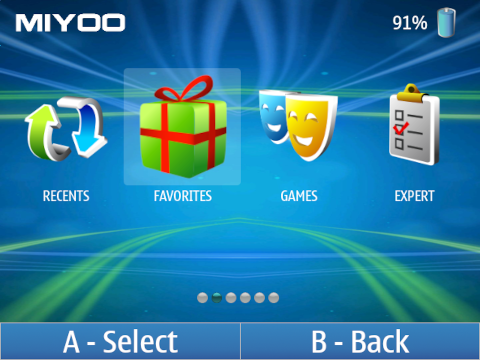 MIYOO
91%
RECENTS
FAVORITES
GAMES
EXPERT
A - Select
B - Back